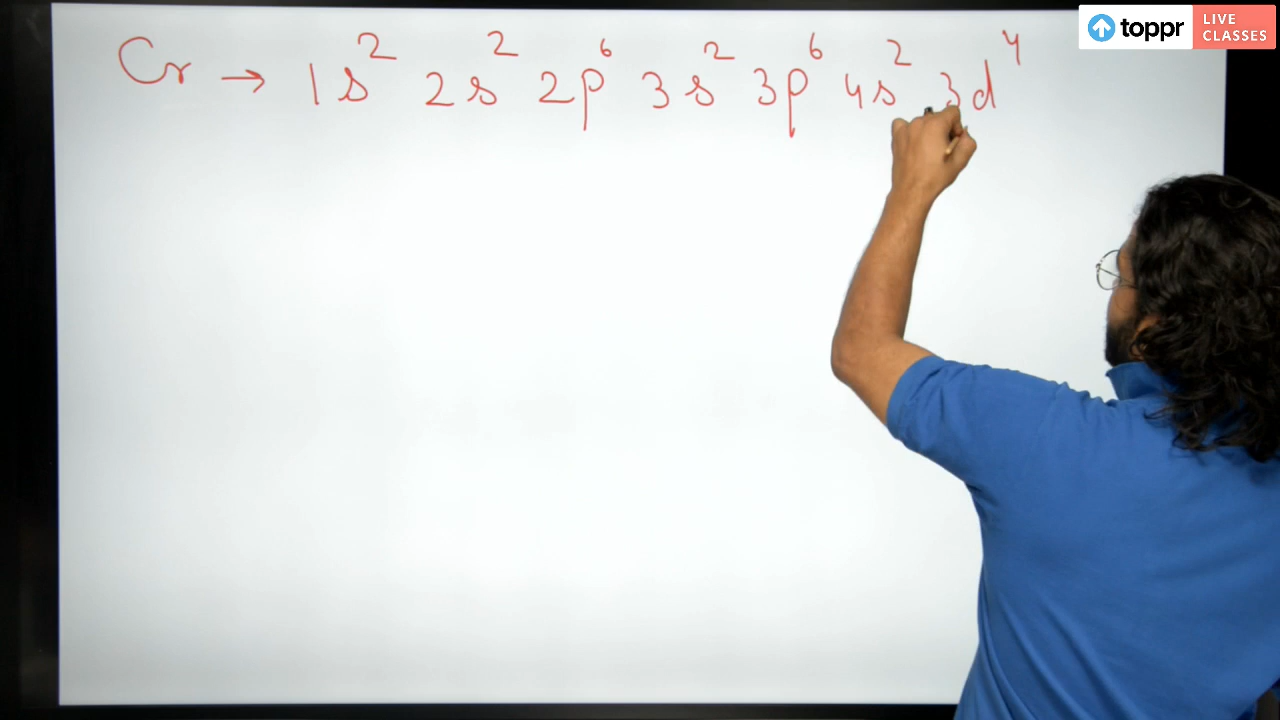 toppr LIVE CLASSES
Cr → 1s² 2s² 2p⁶ 3s² 3p⁶ 4s² 3d⁴